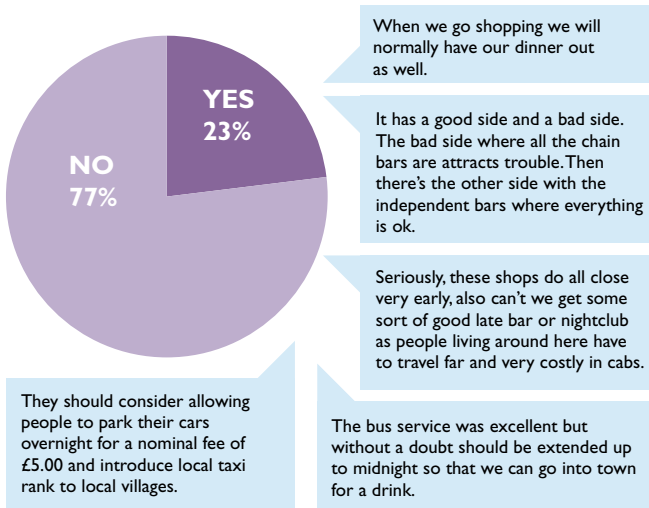 YES
23%
NO
77%
When we go shopping we will
normally have our dinner out
as well.
It has a good side and a bad side.
The bad side where all the chain
bars are attracts trouble. Then
there's the other side with the
independent bars where everything
is ok.
Seriously, these shops do all close
very early, also can't we get some
sort of good late bar or nightclub
as people living around here have
to travel far and very costly in cabs.
They should consider allowing
people to park their cars
overnight for a nominal fee of
£5.00 and introduce local taxi
rank to local villages.
The bus service was excellent but
without a doubt should be extended up
to midnight so that we can go into town
for a drink.